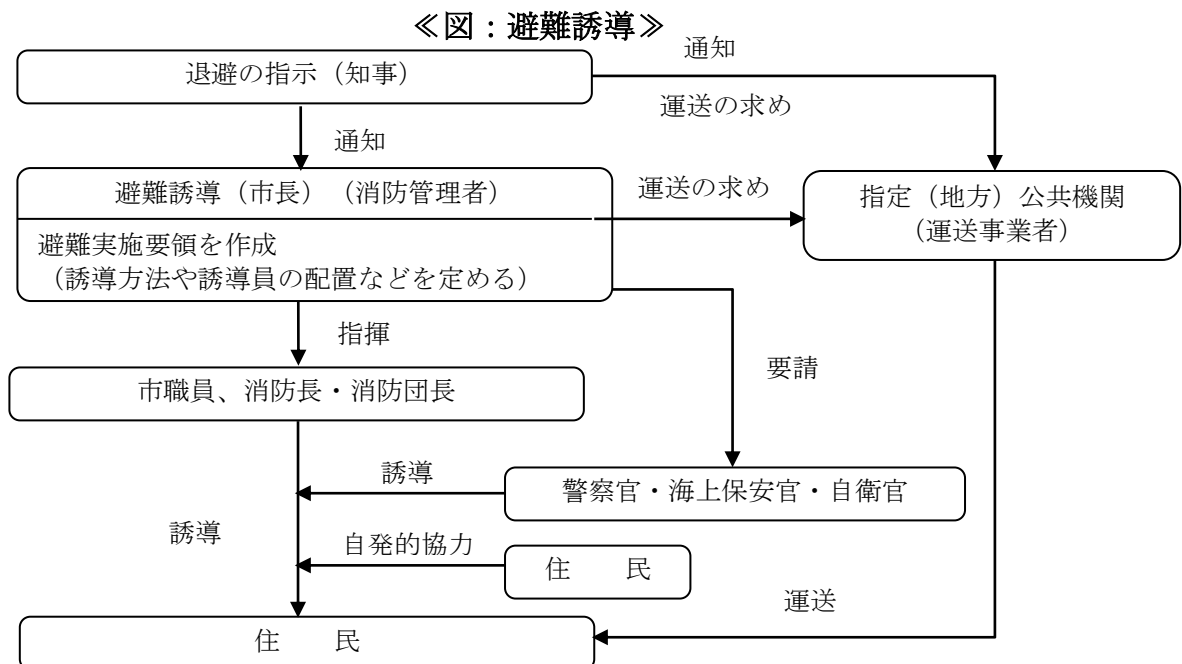 ≪図：避難誘導≫
通知
退避の指示（知事）
運送の求め
通知
避難誘導（市長）（消防管理者）
運送の求め
指定（地方）公共機関
（運送事業者）
避難実施要領を作成
（誘導方法や誘導員の配置などを定める）
指揮
要請
市職員、消防長・消防団長
誘導
警察官・海上保安官・自衛官
誘導
自発的協力
住　　民
運送
住　　民